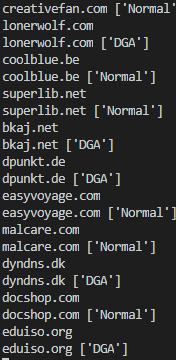 creativefan.com ['Normal'
lonerwolf.com
lonerwolf.com ['DGA']
coolblue.be
coolblue.be ['Normal']
superlib.net
superlib.net ['Normal']
bkaj.net
bkaj.net ['DGA']
dpunkt.de
dpunkt.de ['DGA']
easyvoyage.com
easyvoyage.com ['Normal'
malcare.com
malcare.com ['Normal']
dyndns.dk
dyndns.dk ['DGA']
docshop.com
docshop.com ['Normal']
eduiso.org
eduiso.org ['DGA']